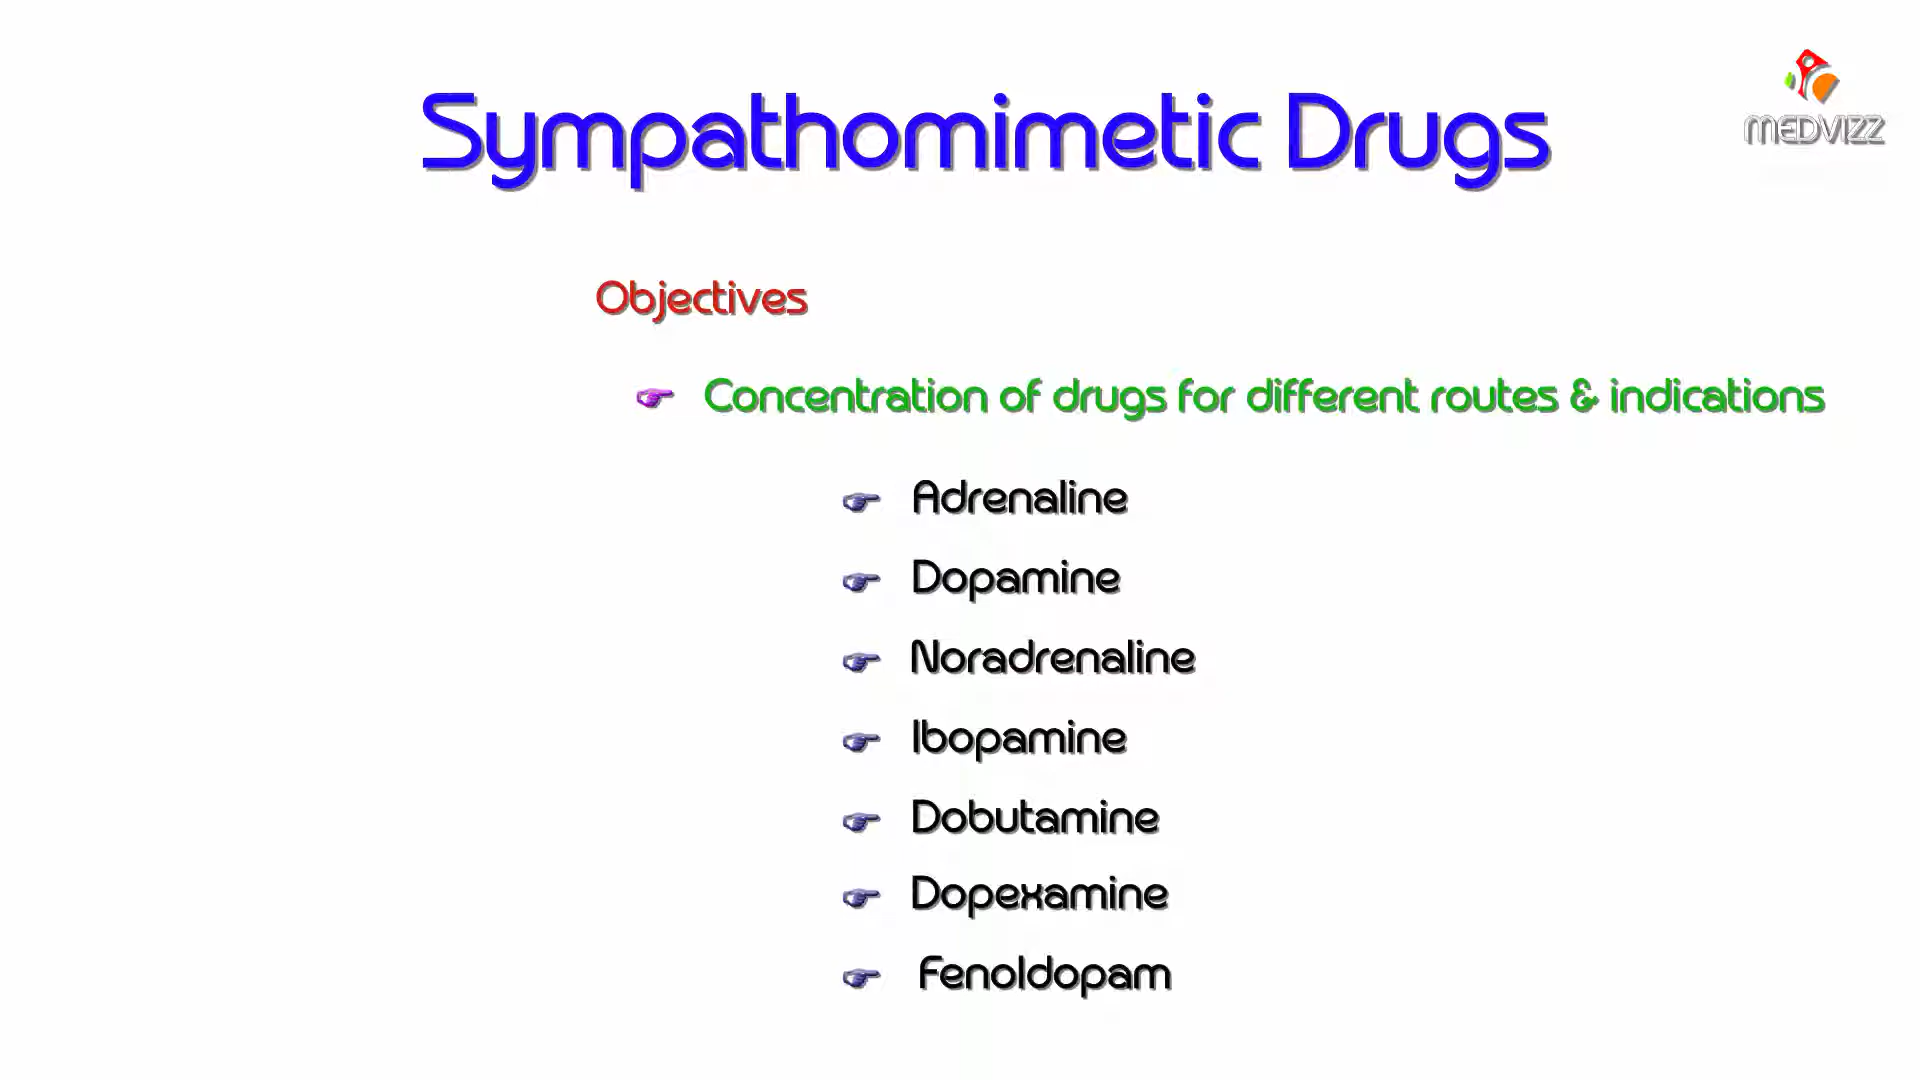 Sympathomimetic Drugs
MEDVIZZ
Objectives
Concentration of drugs for different routes & indications
Adrenaline
Dopamine
Noradrenaline
Ibopamine
Dobutamine
Dopexamine
Fenoldopam